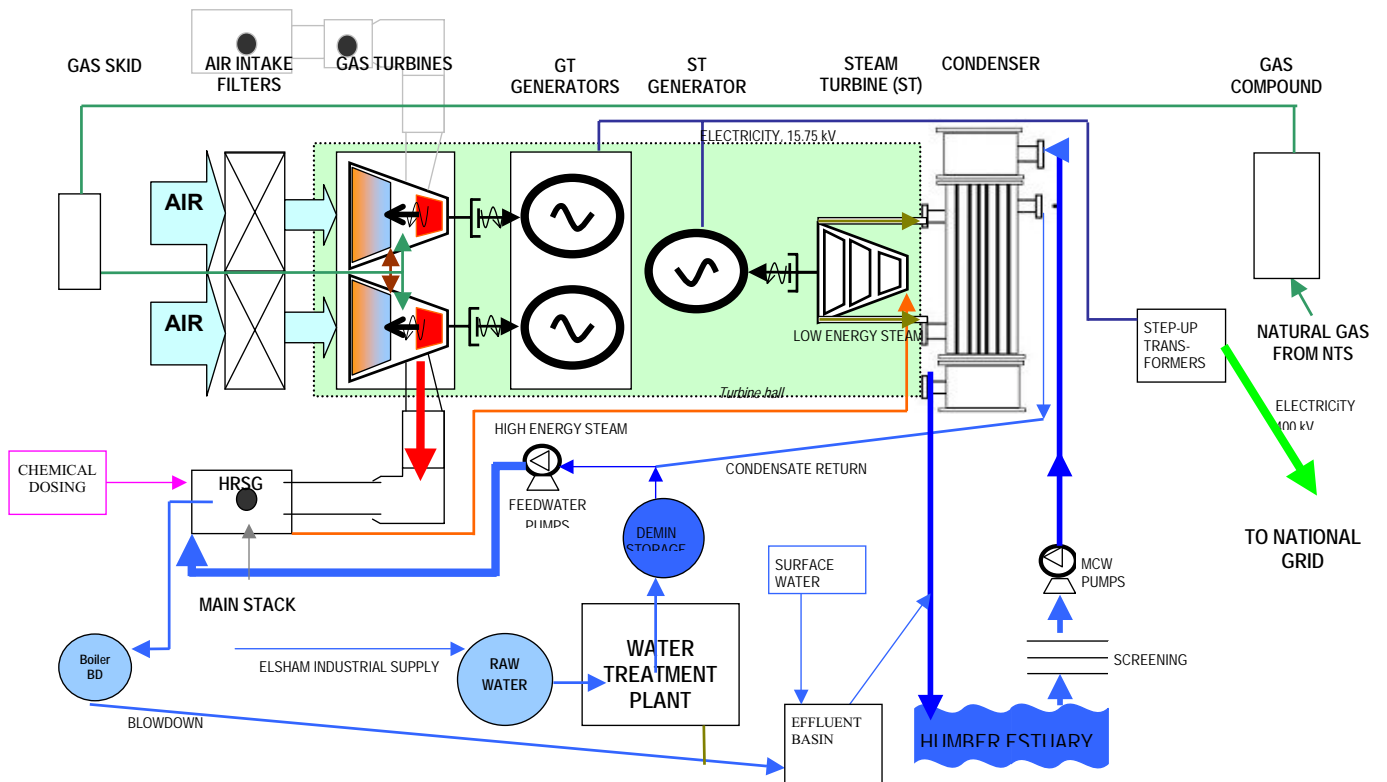 GAS SKID
AIR INTAKE
FILTERS
GAS TURBINES
GT
GENERATORS
ST
GENERATOR
STEAM
TURBINE (ST)
CONDENSER
GAS
COMPOUND
ELECTRICITY, 15.75 kV
AIR
AIR
LOW ENERGY STEAM
Turbine hall
STEP-UP
TRANS-
FORMERS
NATURAL GAS
FROM NTS
ELECTRICiTY
400 kV
HIGH ENERGY STEAM
CONDENSATE RETURN
CHEMICAL
DOSING
HRSG
FEEDWATER
PUMPS
DEMIN
STORAGE
SURFACE
WATER
MCW
PUMPS
TO NATIONAL
GRID
MAIN STACK
Boiler
BD
ELSHAM INDUSTRIAL SUPPLY
RAW
WATER
WATER
TREATMENT
PLANT
SCREENING
BLOWDOWN
EFFLUENT
BASIN
HUMBER ESTUARY